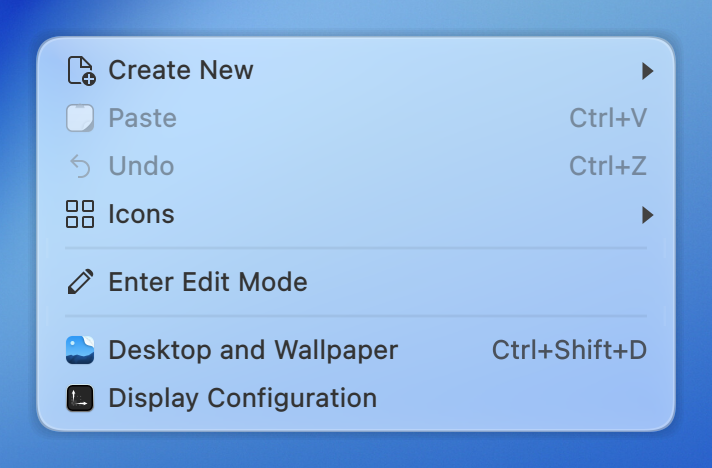 Create New
Paste Ctrl+V
Undo Ctrl+Z
Icons
Enter Edit Mode
Desktop and Wallpaper Ctrl+Shift+D
Display Configuration